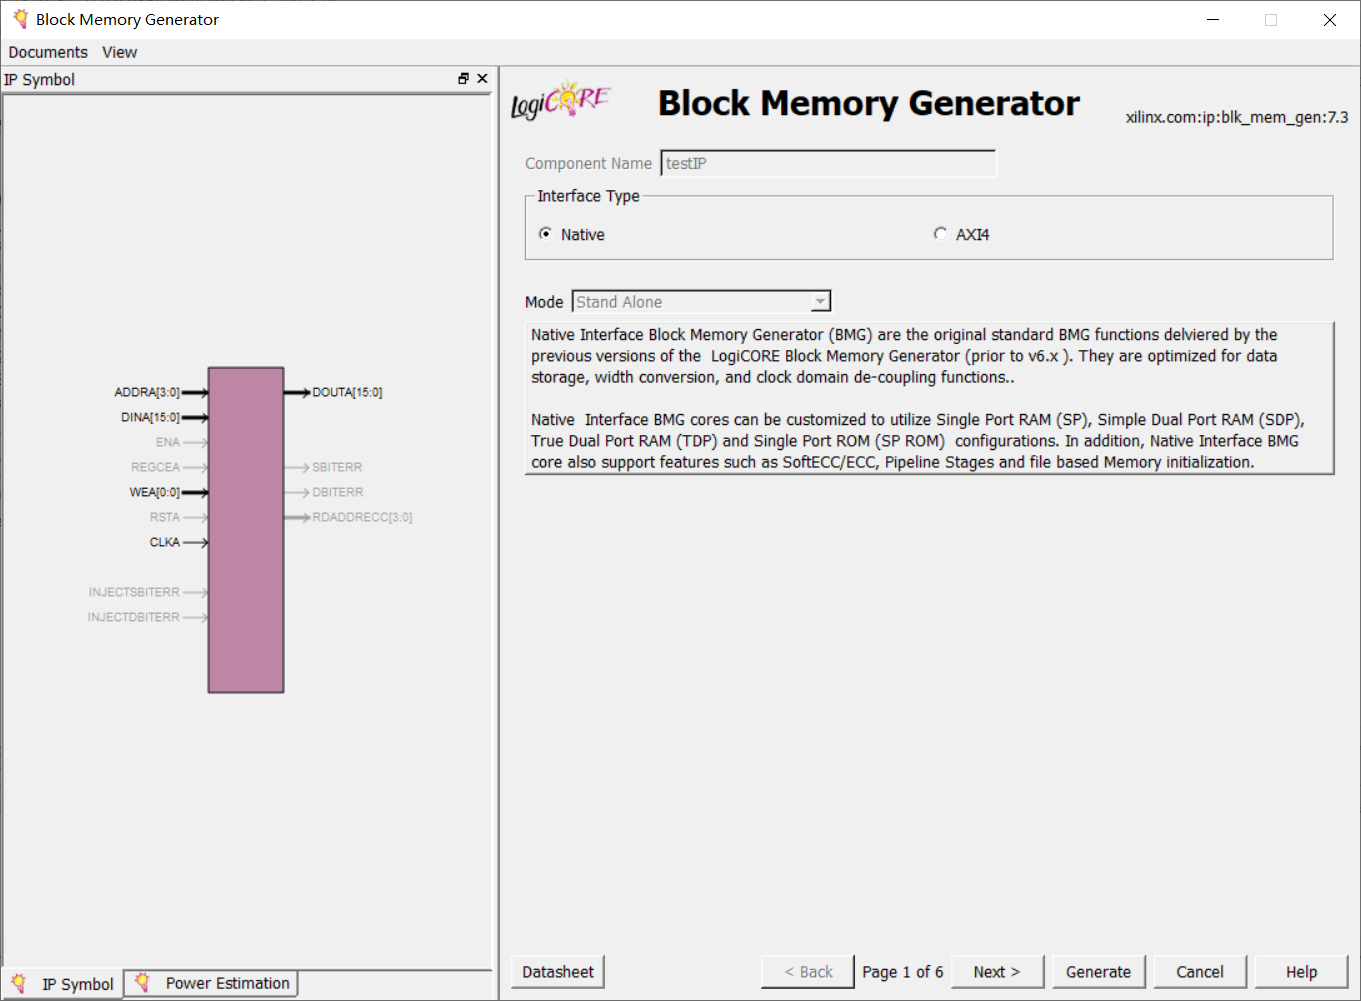 Block Memory Generator
Documents View
IP Symbol
ADDRA[3:0]
DINA[15:0]
ENA
REGCEA
WEA[0:0]
RSTA
CLKA
INJECTSBITERR
INJECTDBITERR
DOUTA[15:0]
SBITERR
DBITERR
RDADDRECC[3:0]
IP Symbol
Power Estimation
LogiCORE
Block Memory Generator
xilinx.com:ip:blk_mem_gen:7.3
Component Name testIP
Interface Type
Native
AXI4
Mode Stand Alone
Native Interface Block Memory Generator (BMG) are the original standard BMG functions delviered by the
previous versions of the LogiCORE Block Memory Generator (prior to v6.x ). They are optimized for data
storage, width conversion, and clock domain de-coupling functions..
Native Interface BMG cores can be customized to utilize Single Port RAM (SP), Simple Dual Port RAM (SDP),
True Dual Port RAM (TDP) and Single Port ROM (SP ROM) configurations. In addition, Native Interface BMG
core also support features such as SoftECC/ECC, Pipeline Stages and file based Memory initialization.
Datasheet
< Back
Page 1 of 6
Next >
Generate
Cancel
Help